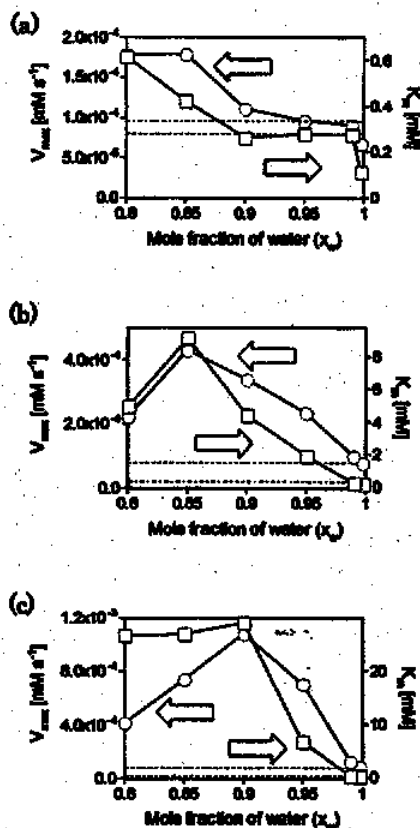 (a)
2.0x10⁻⁴
1.5x10⁻⁴
1.0x10⁻⁴
5.0x10⁻⁵
0.0
V_max [mM s⁻¹]
0.6
0.4
0.2
0
[mM]
0.8 0.85 0.9 0.95 1
Mole fraction of water (x_w)
(b)
4.0x10⁻⁴
2.0x10⁻⁴
0.0
V_max [mM s⁻¹]
8
6
4
2
0
[mM]
0.8 0.85 0.9 0.95 1
Mole fraction of water (x_w)
(c)
1.2x10⁻³
8.0x10⁻⁴
4.0x10⁻⁴
0.0
V_max [mM s⁻¹]
20
10
0
[mM]
0.8 0.85 0.9 0.95 1
Mole fraction of water (x_w)